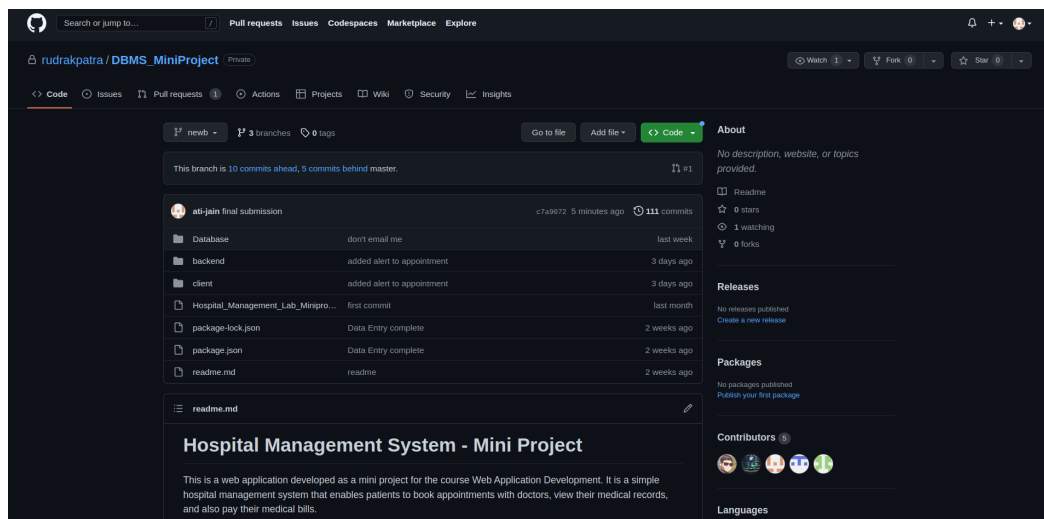 Search or jump to... / Pull requests Issues Codespaces Marketplace Explore
rudrakpatra / DBMS_MiniProject Private
Watch 1 Fork 0 Star 0
Code Issues Pull requests 1 Actions Projects Wiki Security Insights
newb 3 branches 0 tags Go to file Add file Code
This branch is 10 commits ahead, 5 commits behind master. #1
ati-jain final submission c7a9072 5 minutes ago 111 commits
Database don't email me last week
backend added alert to appointment 3 days ago
client added alert to appointment 3 days ago
Hospital_Management_Lab_Minipro... first commit last month
package-lock.json Data Entry complete 2 weeks ago
package.json Data Entry complete 2 weeks ago
readme.md readme 2 weeks ago
readme.md
Hospital Management System - Mini Project
This is a web application developed as a mini project for the course Web Application Development. It is a simple
hospital management system that enables patients to book appointments with doctors, view their medical records,
and also pay their medical bills.
About
No description, website, or topics
provided.
Readme
0 stars
1 watching
0 forks
Releases
No releases published
Create a new release
Packages
No packages published
Publish your first package
Contributors 5
Languages